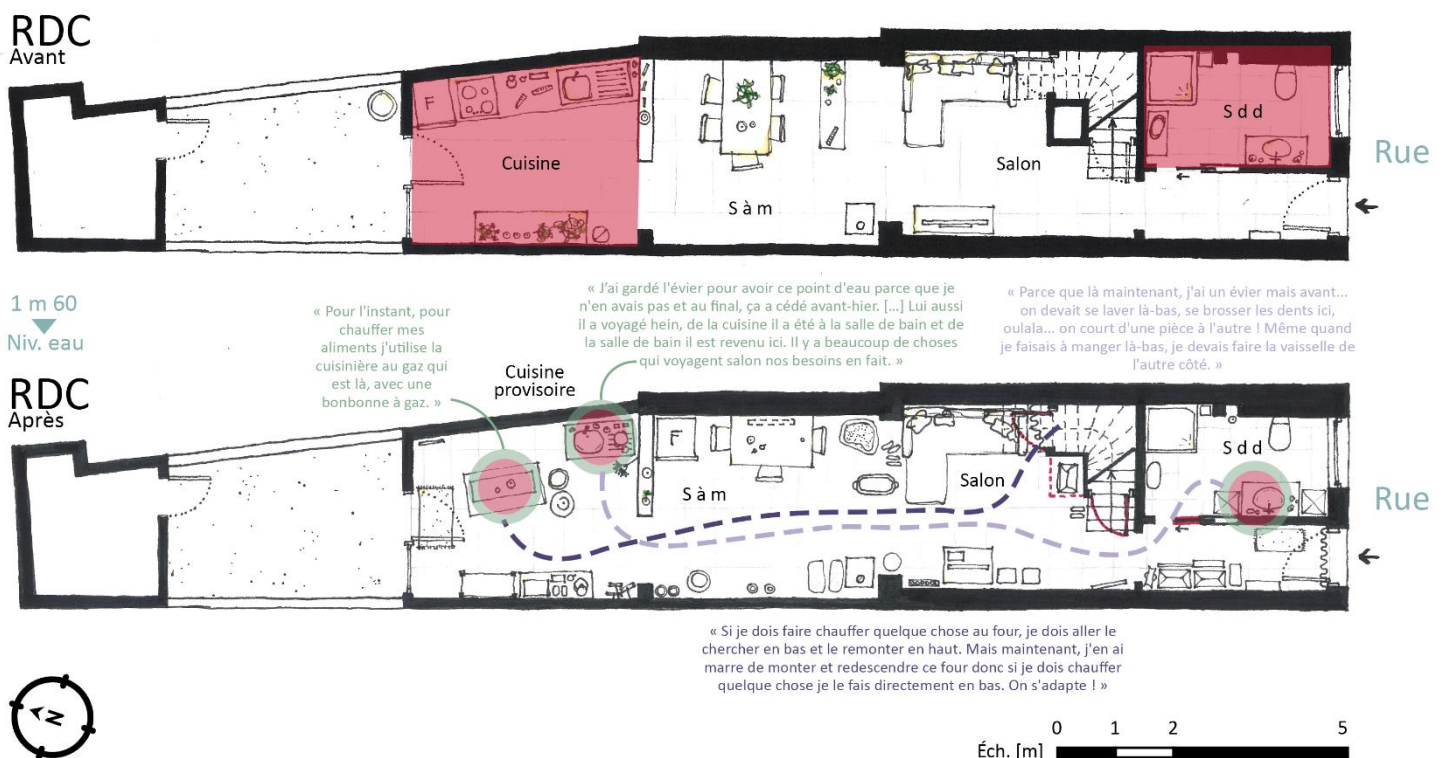 RDC
Avant
F
Cuisine
S à m
Salon
S d d
Rue
1 m 60
Niv. eau
« Pour l'instant, pour
chauffer mes
aliments j'utilise la
cuisinière au gaz qui
est là, avec une
bonbonne à gaz. »
« J'ai gardé l'évier pour avoir ce point d'eau parce que je
n'en avais pas et au final, ça a cédé avant-hier. [...] Lui aussi
il a voyagé hein, de la cuisine il a été à la salle de bain et de
la salle de bain il est revenu ici. Il y a beaucoup de choses
qui voyagent salon nos besoins en fait. »
« Parce que là maintenant, j'ai un évier mais avant...
on devait se laver là-bas, se brosser les dents ici,
oulala... on court d'une pièce à l'autre ! Même quand
je faisais à manger là-bas, je devais faire la vaisselle de
l'autre côté. »
RDC
Après
Cuisine
provisoire
F
S à m
Salon
S d d
Rue
« Si je dois faire chauffer quelque chose au four, je dois aller le
chercher en bas et le remonter en haut. Mais maintenant, j'en ai
marre de monter et redescendre ce four donc si je dois chauffer
quelque chose je le fais directement en bas. On s'adapte ! »
N
0 1 2 5
Éch. [m]